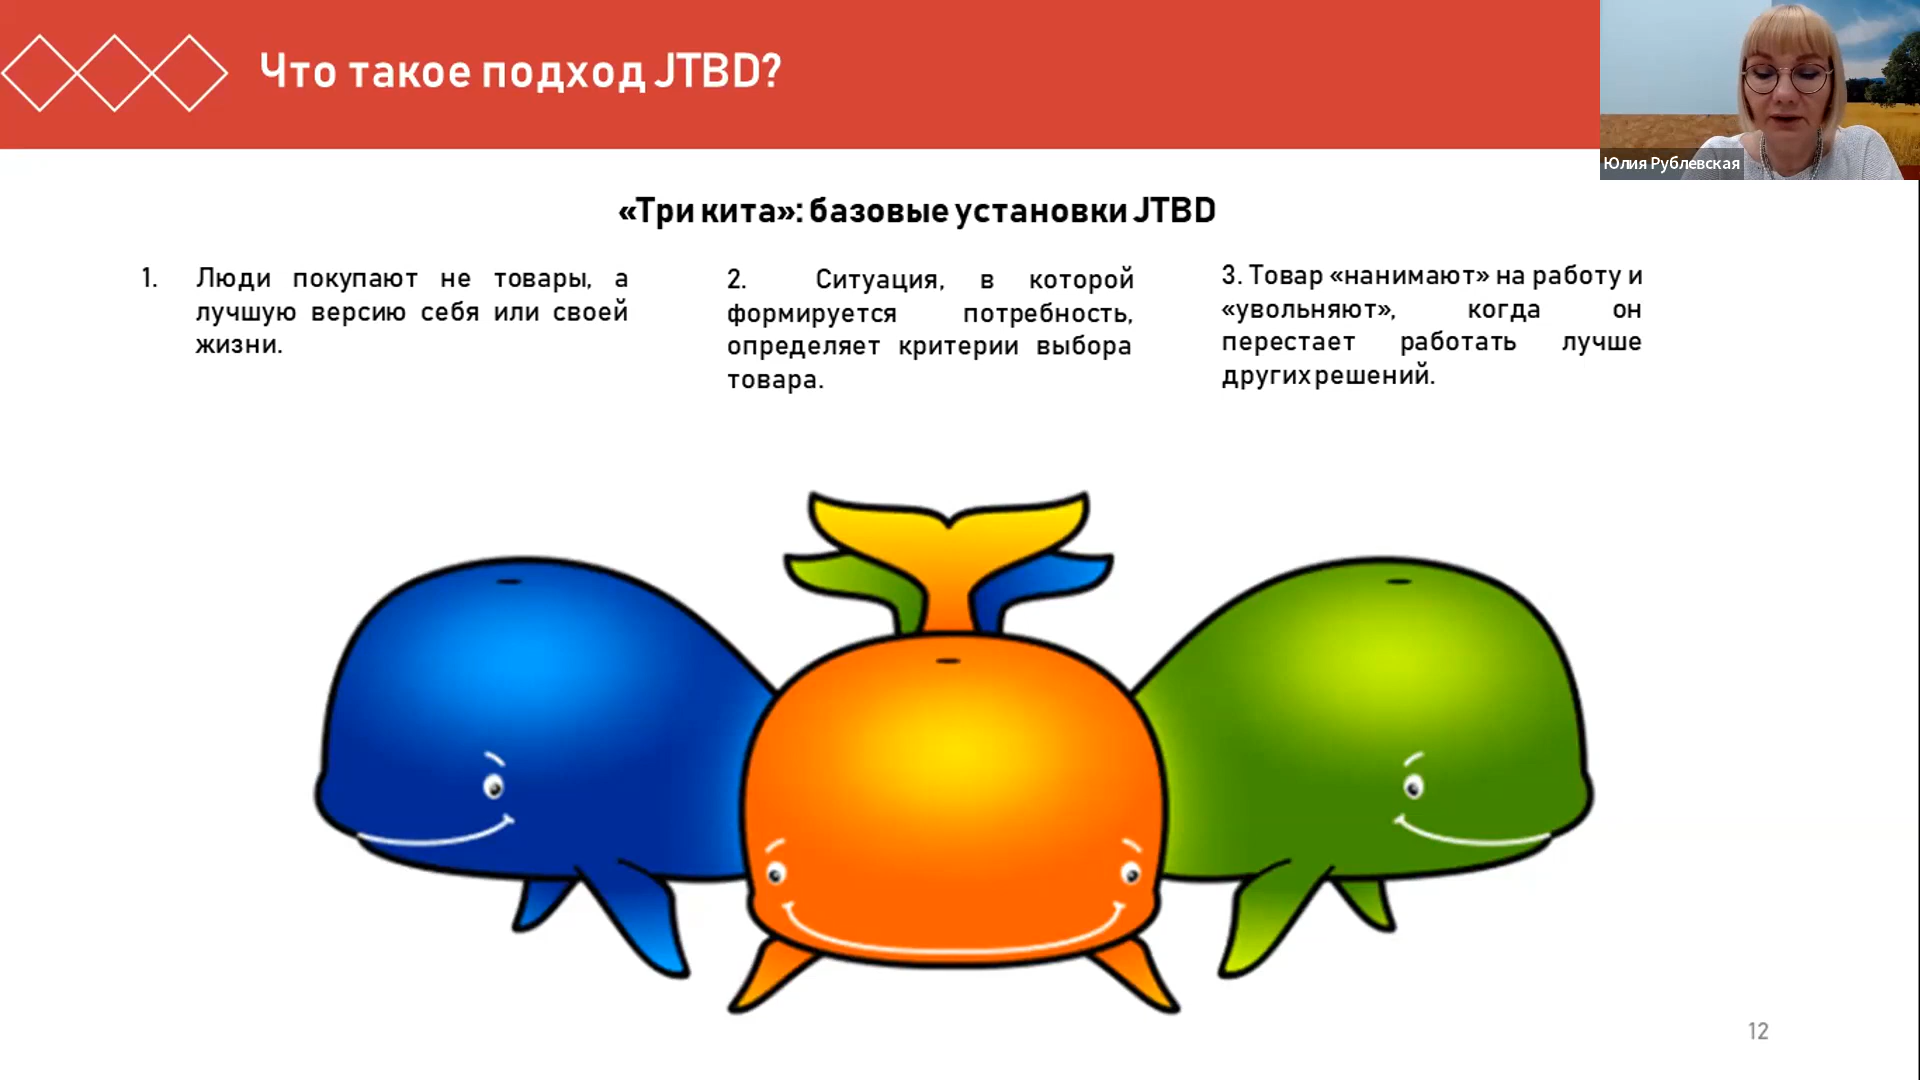 Что такое подход JTBD?
Юлия Рублевская
«Три кита»: базовые установки JTBD
1. Люди покупают не товары, а
лучшую версию себя или своей
жизни.
2. Ситуация, в которой
формируется потребность,
определяет критерии выбора
товара.
3. Товар «нанимают» на работу и
«увольняют», когда он
перестает работать лучше
других решений.
12